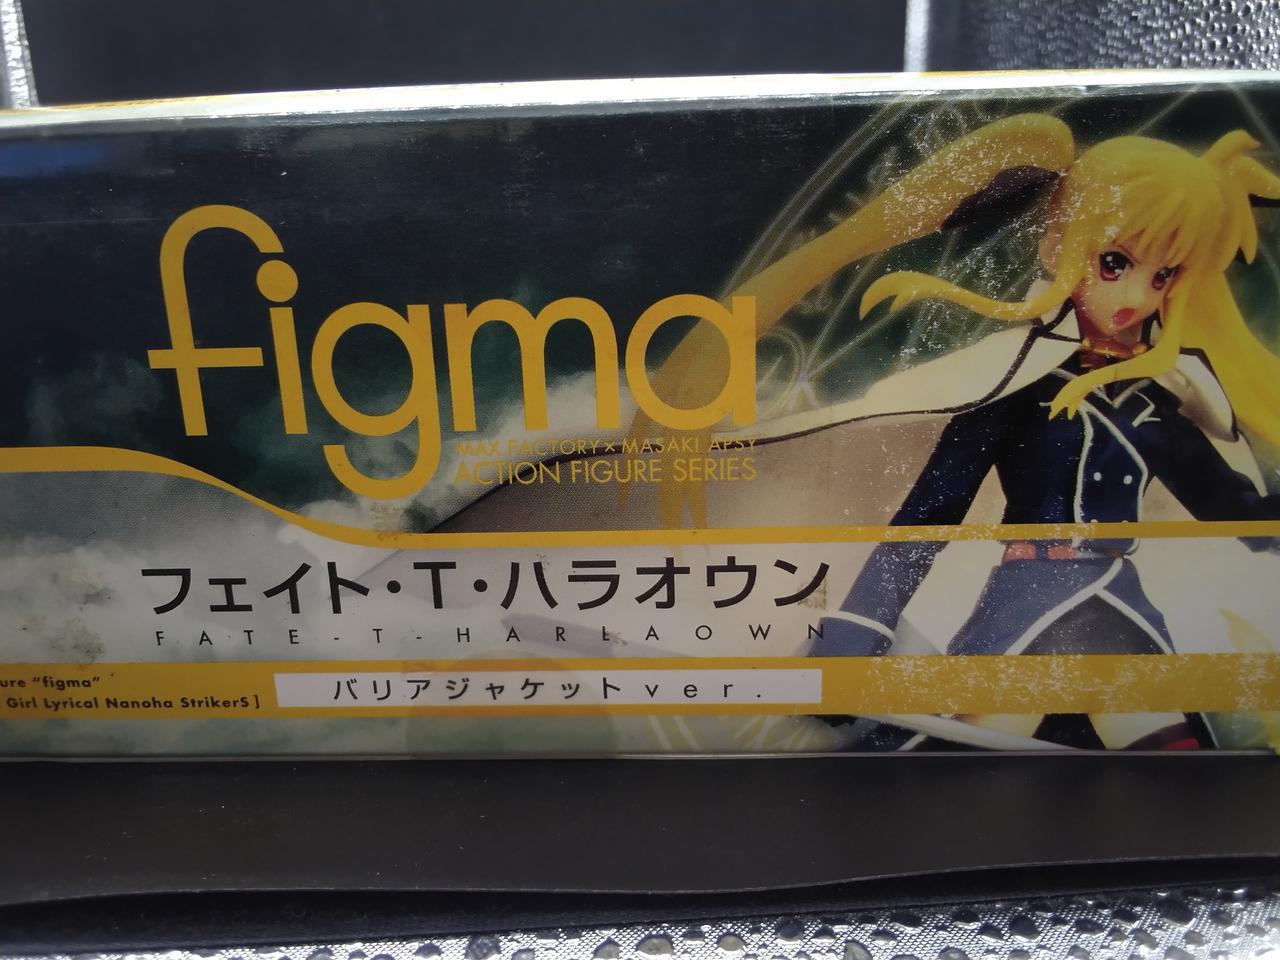 figma
MAX FACTORY×MASAKI APSY
ACTION FIGURE SERIES
フェイト・T・ハラオウン
FATE-T-HARLAOWN
ure “figma”
Girl Lyrical Nanoha StrikerS ]
バリアジャケットver.